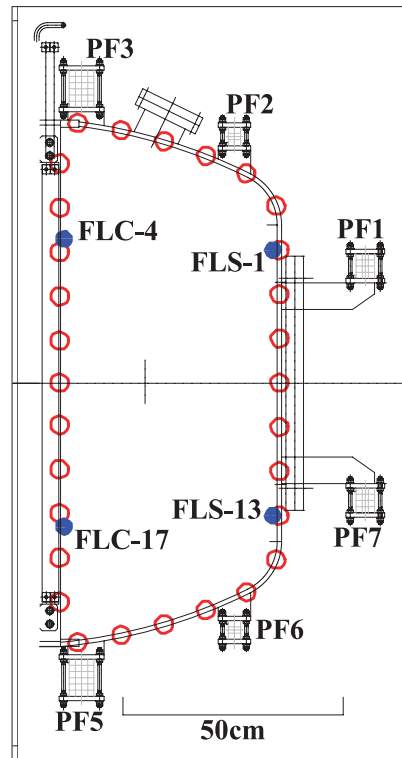 PF3
PF2
FLC-4
PF1
FLS-1
FLS-13
FLC-17
PF7
PF6
PF5
50cm